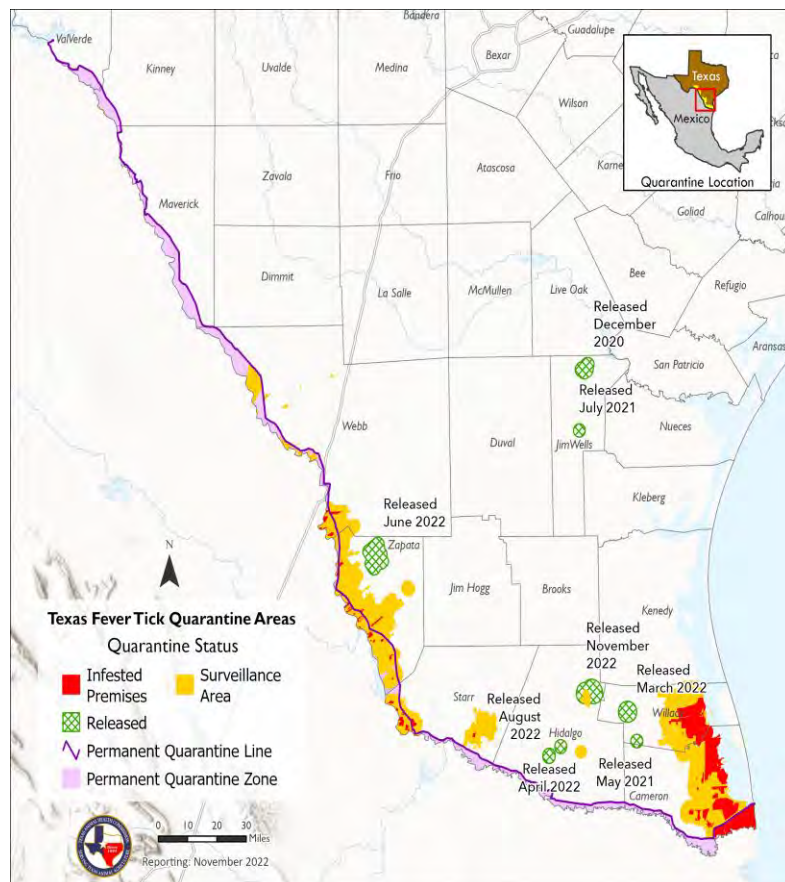 Bandera
Guadalupe
ValVerde
Kinney
Uvalde
Medina
Bexar
Texas
Mexico
Quarantine Location
Wilson
Karne
Zavala
Frio
Atascosa
Maverick
Goliad
Calhou
Dimmit
La Salle
McMullen
Live Oak
Bee
Refugio
Released
December
2020
Aransas
San Patricio
Released
July 2021
Webb
Duval
JimWells
Nueces
Released
June 2022
Kleberg
Zapata
N
Jim Hogg
Brooks
Kenedy
Texas Fever Tick Quarantine Areas
Quarantine Status
Infested
Premises
Surveillance
Area
Released
Permanent Quarantine Line
Permanent Quarantine Zone
Released
November
2022
Released
March 2022
Starr
Released
August
2022
Willac
Hidalgo
Released
April 2022
Released
May 2021
Cameron
0 10 20 30
Miles
Reporting: November 2022